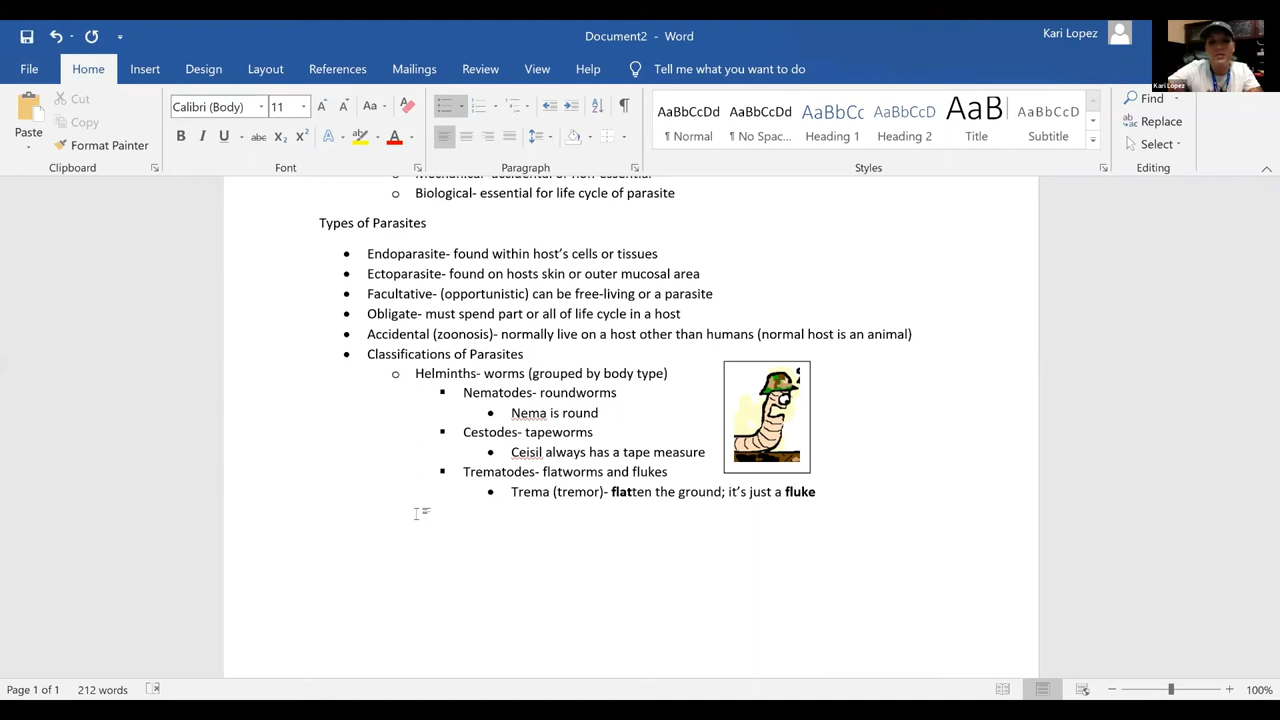 Document2 - Word
Kari Lopez
Kari Lopez
File Home Insert Design Layout References Mailings Review View Help Tell me what you want to do
Paste
Cut
Copy
Format Painter
Clipboard
Calibri (Body) 11
Font
Paragraph
AaBbCcDd AaBbCcDd AaBbCc AaBbCcDd AaB AaBbCcDd
¶ Normal ¶ No Spac... Heading 1 Heading 2 Title Subtitle
Styles
Find
Replace
Select
Editing
o Biological- essential for life cycle of parasite
Types of Parasites
• Endoparasite- found within host's cells or tissues
• Ectoparasite- found on hosts skin or outer mucosal area
• Facultative- (opportunistic) can be free-living or a parasite
• Obligate- must spend part or all of life cycle in a host
• Accidental (zoonosis)- normally live on a host other than humans (normal host is an animal)
• Classifications of Parasites
o Helminths- worms (grouped by body type)
▪ Nematodes- roundworms
• Nema is round
▪ Cestodes- tapeworms
• Ceisil always has a tape measure
▪ Trematodes- flatworms and flukes
• Trema (tremor)- flatten the ground; it's just a fluke
Page 1 of 1 212 words 100%